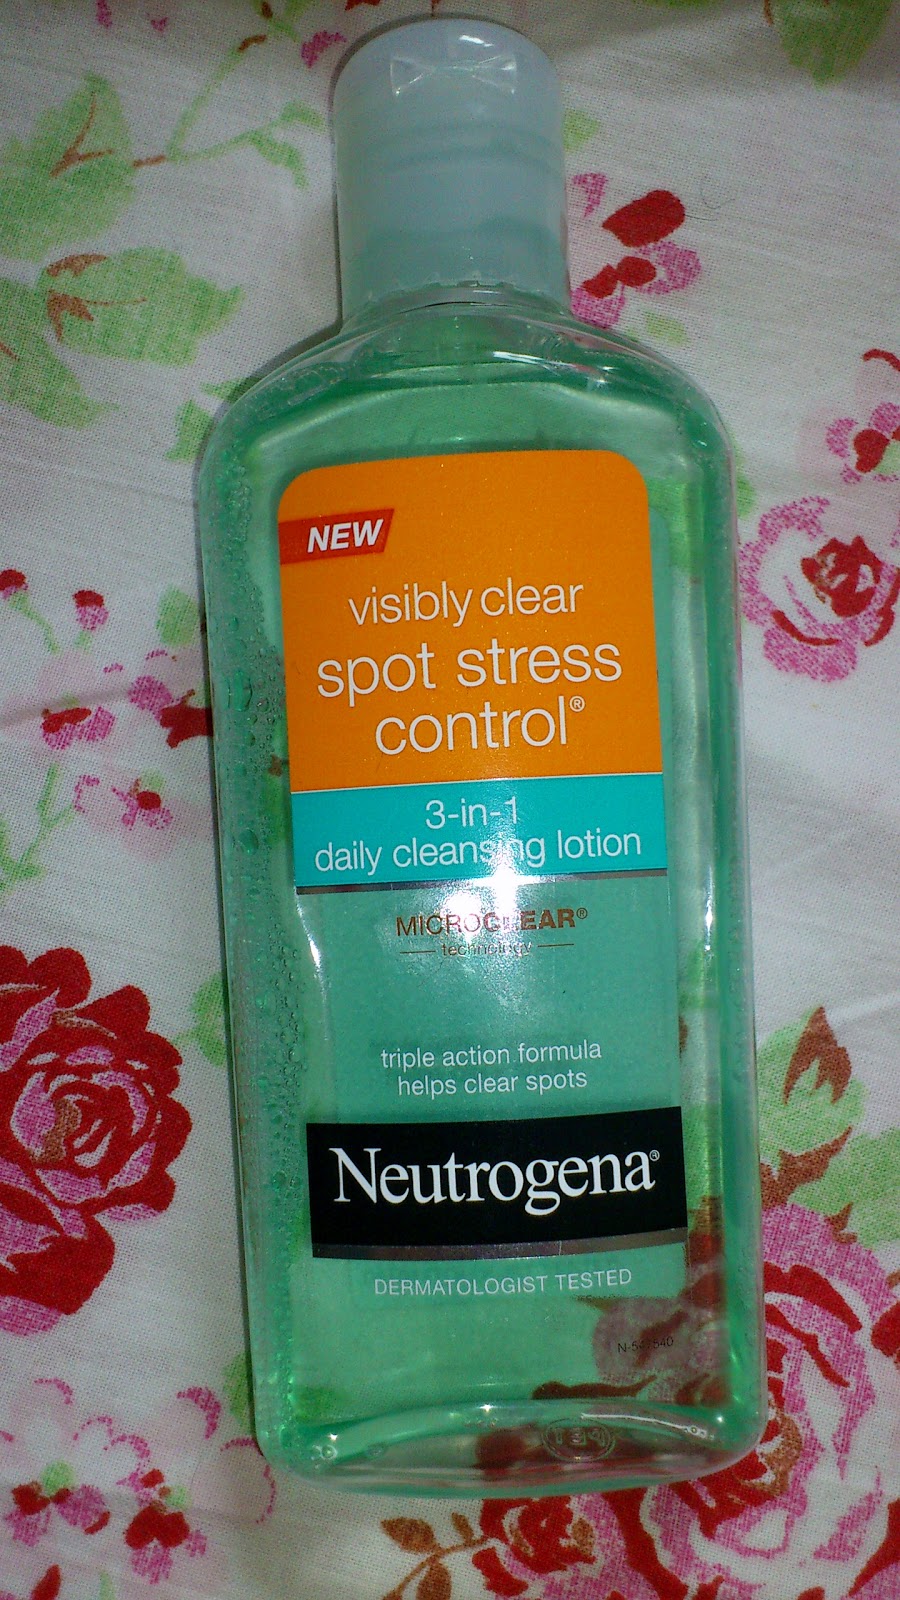 NEW
visibly clear
spot stress
control®
3-in-1
daily cleansing lotion
MICROCLEAR®
technology
triple action formula
helps clear spots
Neutrogena®
DERMATOLOGIST TESTED